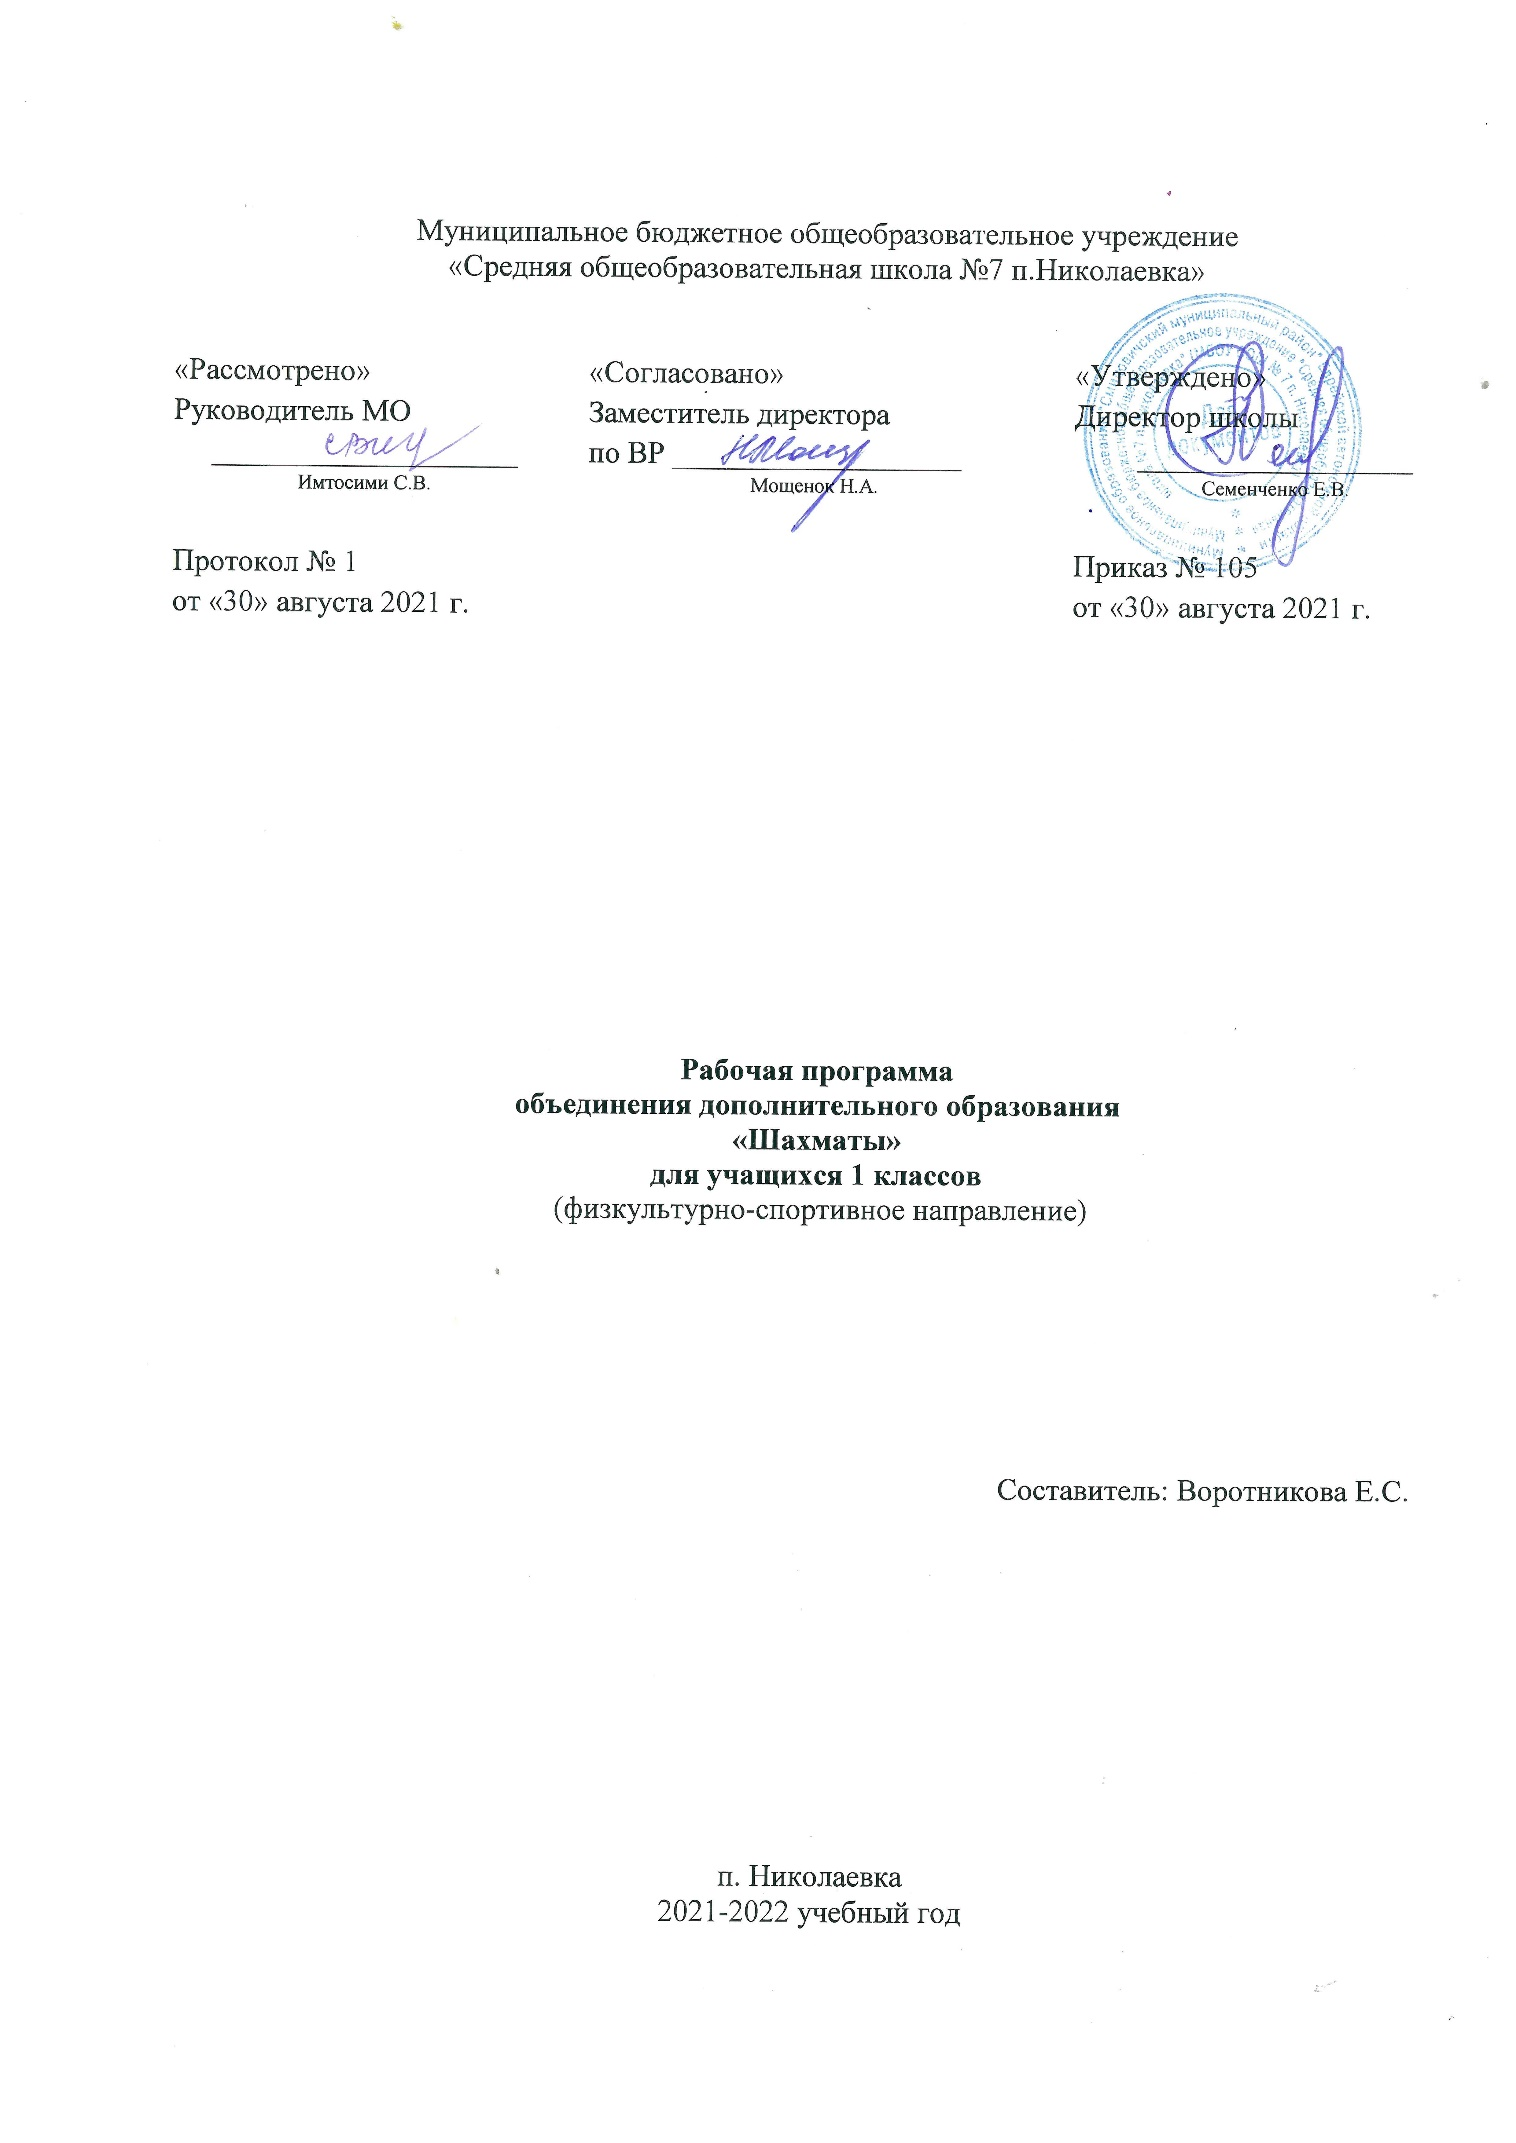 Муниципальное бюджетное общеобразовательное учреждение
«Средняя общеобразовательная школа №7 п.Николаевка»
«Рассмотрено»
Руководитель МО
Имтосими С.В.
Протокол № 1
от «30» августа 2021 г.
«Согласовано»
Заместитель директора
по ВР
Мощенок Н.А.
«Утверждено»
Директор школы
Семенченко Е.В.
Приказ № 105
от «30» августа 2021 г.
Рабочая программа
объединения дополнительного образования
«Шахматы»
для учащихся 1 классов
(физкультурно-спортивное направление)
Составитель: Воротникова Е.С.
п. Николаевка
2021-2022 учебный год